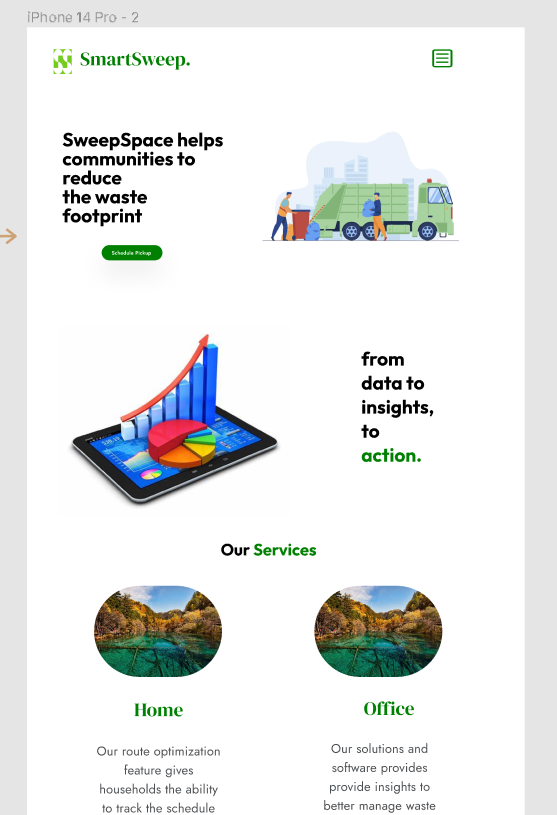 iPhone 14 Pro - 2
SmartSweep.
SweepSpace helps
communities to
reduce
the waste
footprint
Schedule Pickup
from
data to
insights,
to
action.
Our Services
Home
Office
Our route optimization
feature gives
households the ability
to track the schedule
Our solutions and
software provides
provide insights to
better manage waste